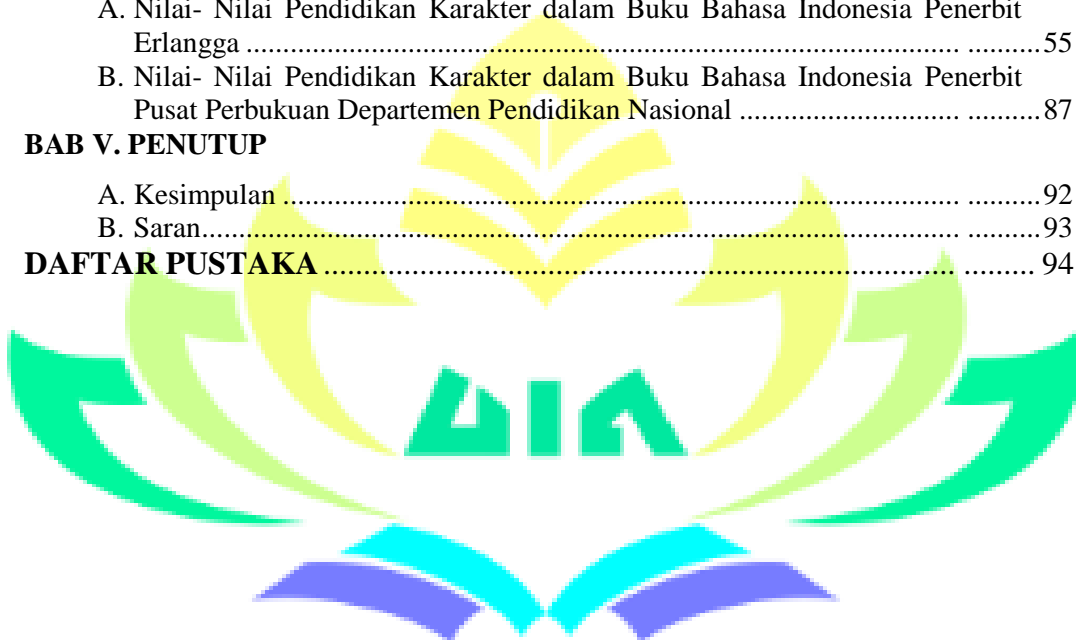 A. Nilai- Nilai Pendidikan Karakter dalam Buku Bahasa Indonesia Penerbit
Erlangga ................................................................................ ..........55
B. Nilai- Nilai Pendidikan Karakter dalam Buku Bahasa Indonesia Penerbit
Pusat Perbukuan Departemen Pendidikan Nasional ......................... ..........87
BAB V. PENUTUP
A. Kesimpulan ............................................................................ ..........92
B. Saran..................................................................................... ..........93
DAFTAR PUSTAKA ...................................................................... .......... 94
UIN